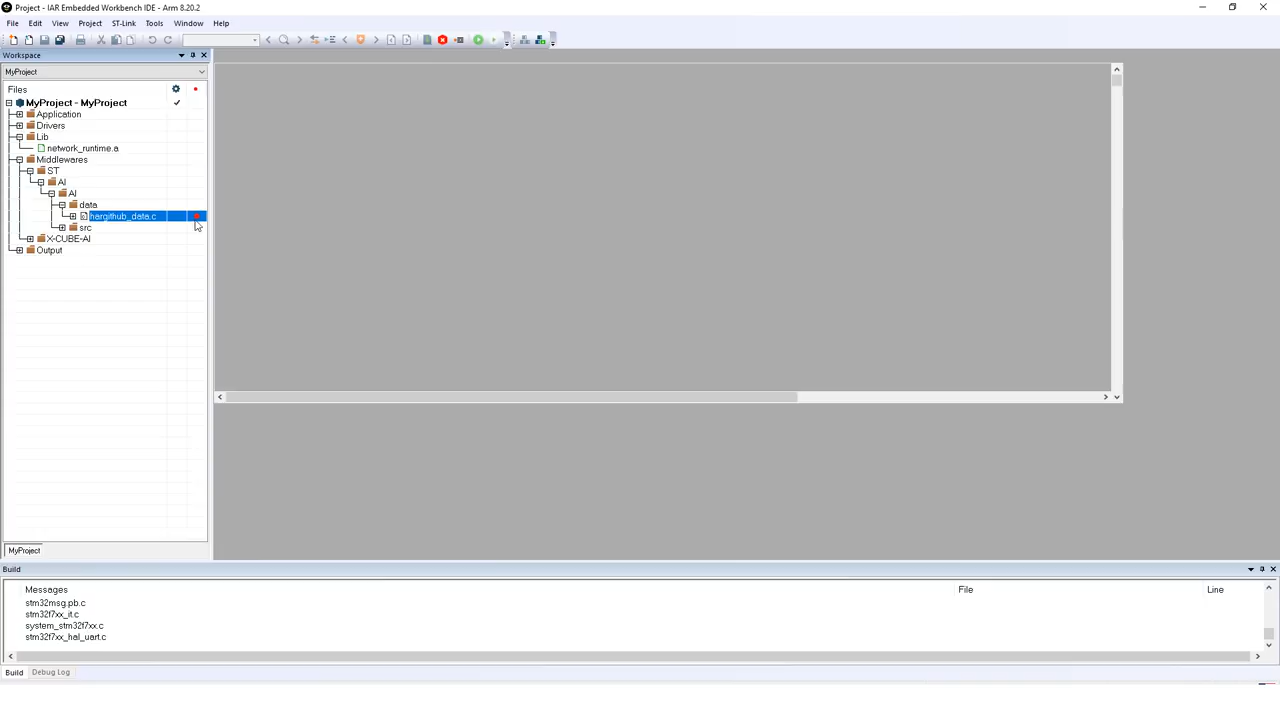 Project - IAR Embedded Workbench IDE - Arm 8.20.2
File Edit View Project ST-Link Tools Window Help
Workspace
MyProject
Files
MyProject - MyProject
Application
Drivers
Lib
network_runtime.a
Middlewares
ST
AI
AI
data
hargithub_data.c
src
X-CUBE-AI
Output
MyProject
Build
Messages File Line
stm32msg.pb.c
stm32f7xx_it.c
system_stm32f7xx.c
stm32f7xx_hal_uart.c
Build Debug Log